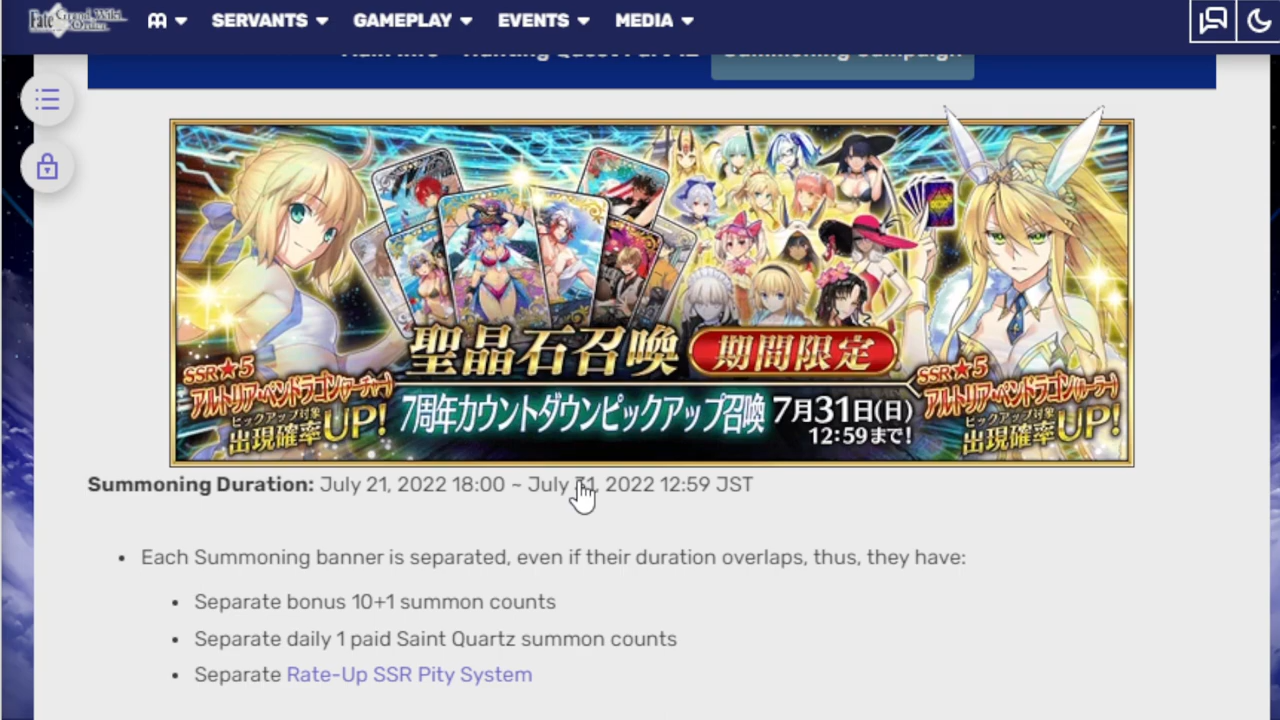 Fate Grand Order Wiki
SERVANTS GAMEPLAY EVENTS MEDIA
Summoning Campaign
SSR★5
アルトリア・ペンドラゴン(アーチャー)
ピックアップ対象
出現確率UP!
聖晶石召喚 期間限定
7周年カウントダウンピックアップ召喚 7月31日(日)
12:59まで!
SSR★5
アルトリア・ペンドラゴン(ルーラー)
ピックアップ対象
出現確率UP!
Summoning Duration: July 21, 2022 18:00 ~ July 31, 2022 12:59 JST
Each Summoning banner is separated, even if their duration overlaps, thus, they have:
Separate bonus 10+1 summon counts
Separate daily 1 paid Saint Quartz summon counts
Separate Rate-Up SSR Pity System